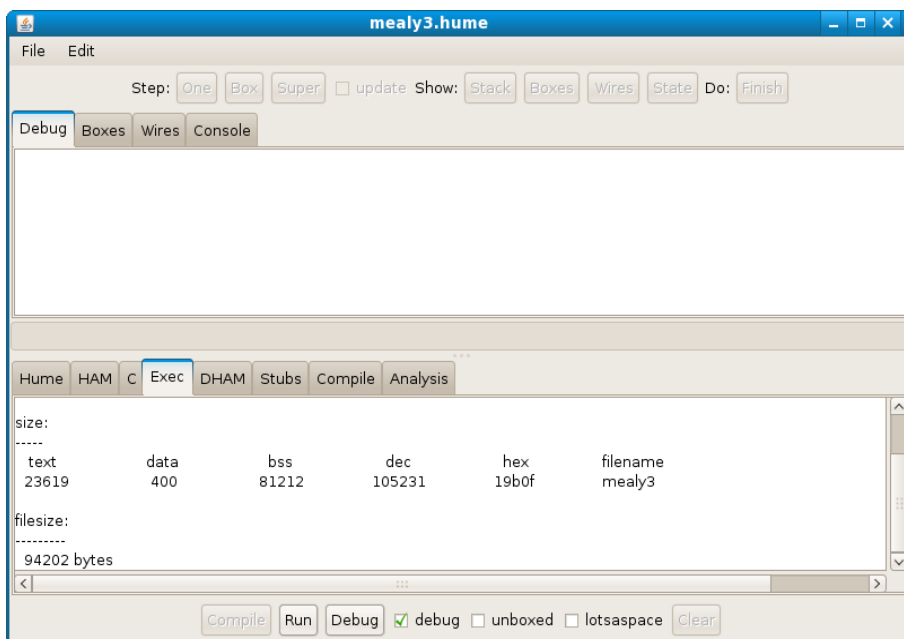 mealy3.hume
File Edit
Step: One Box Super update Show: Stack Boxes Wires State Do: Finish
Debug Boxes Wires Console
Hume HAM C Exec DHAM Stubs Compile Analysis
size:
-----
text data bss dec hex filename
23619 400 81212 105231 19b0f mealy3
filesize:
---------
94202 bytes
Compile Run Debug debug unboxed lotsaspace Clear